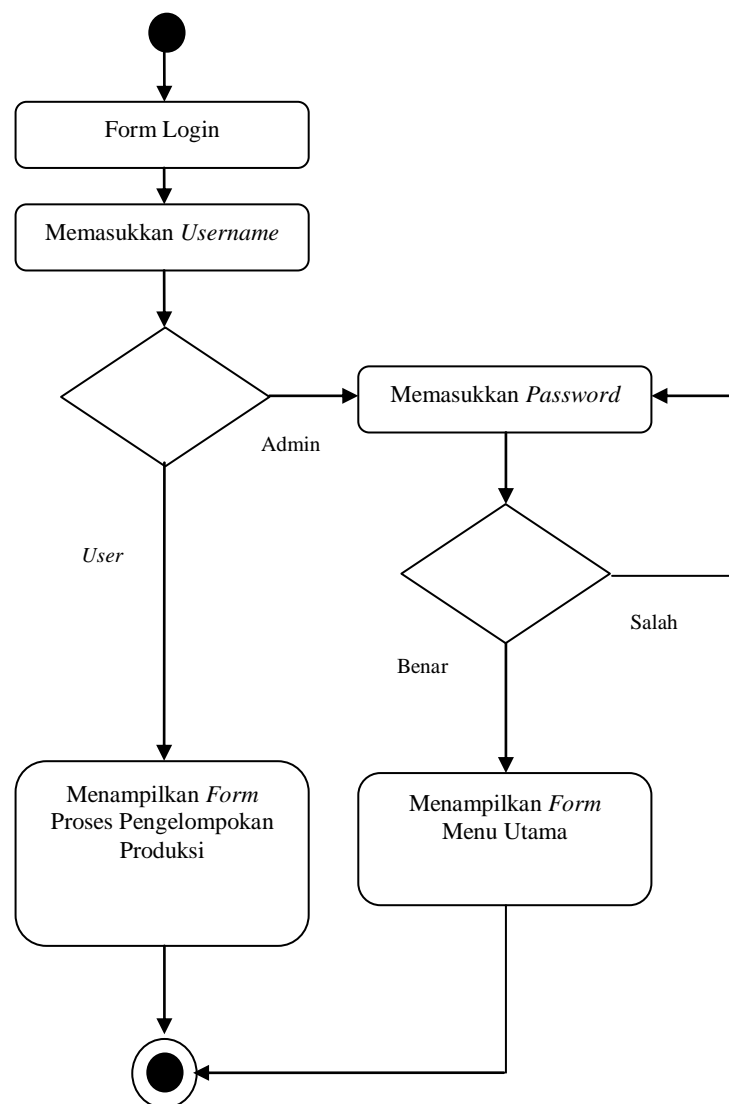 Form Login
Memasukkan Username
Memasukkan Password
Admin
User
Salah
Benar
Menampilkan Form
Proses Pengelompokan
Produksi
Menampilkan Form
Menu Utama